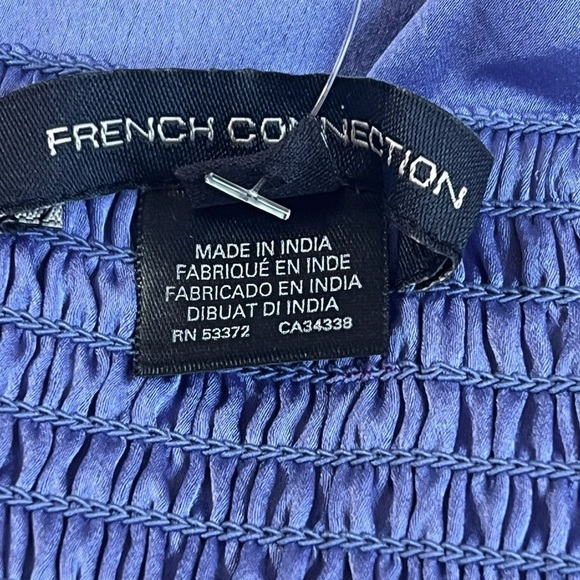 FRENCH CONNECTION
MADE IN INDIA
FABRIQUÉ EN INDE
FABRICADO EN INDIA
DIBUAT DI INDIA
RN 53372 CA34338